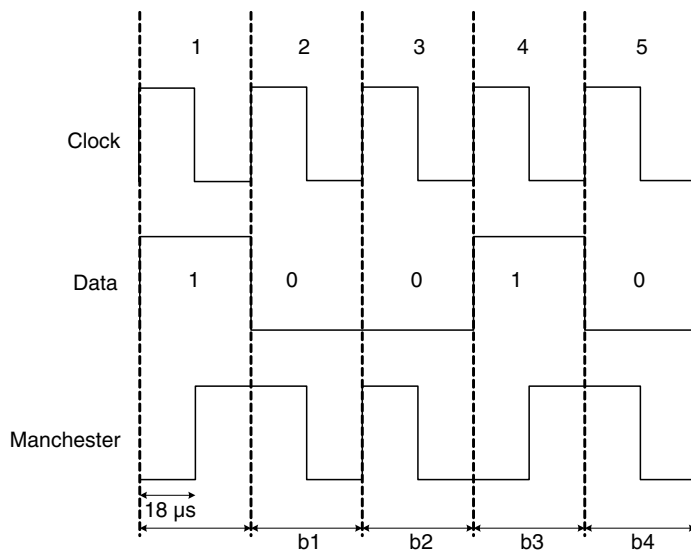 1 2 3 4 5
Clock
Data 1 0 0 1 0
Manchester
18 µs
b1 b2 b3 b4